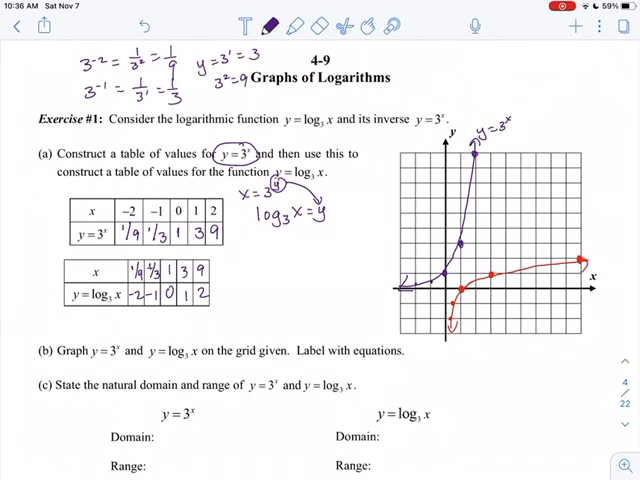 10:36 AM Sat Nov 7
59%
4-9
Graphs of Logarithms
3⁻² = 1/3² = 1/9
y = 3¹ = 3
3² = 9
3⁻¹ = 1/3¹ = 1/3
Exercise #1: Consider the logarithmic function y = log₃ x and its inverse y = 3ˣ.
(a) Construct a table of values for y = 3ˣ and then use this to
construct a table of values for the function y = log₃ x.
x = 3ʸ
log₃ x = y
x −2 −1 0 1 2
y = 3ˣ 1/9 1/3 1 3 9
x 1/9 1/3 1 3 9
y = log₃ x -2 -1 0 1 2
y
y = 3ˣ
x
(b) Graph y = 3ˣ and y = log₃ x on the grid given. Label with equations.
(c) State the natural domain and range of y = 3ˣ and y = log₃ x.
y = 3ˣ y = log₃ x
Domain: Domain:
Range: Range:
4
22